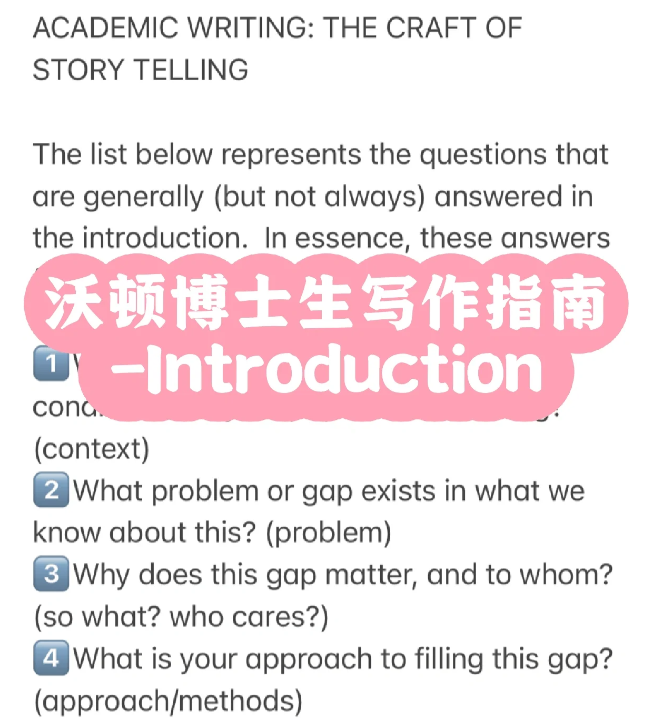 ACADEMIC WRITING: THE CRAFT OF
STORY TELLING
The list below represents the questions that
are generally (but not always) answered in
the introduction. In essence, these answers
沃顿博士生写作指南
-Introduction
1
(context)
2 What problem or gap exists in what we
know about this? (problem)
3 Why does this gap matter, and to whom?
(so what? who cares?)
4 What is your approach to filling this gap?
(approach/methods)